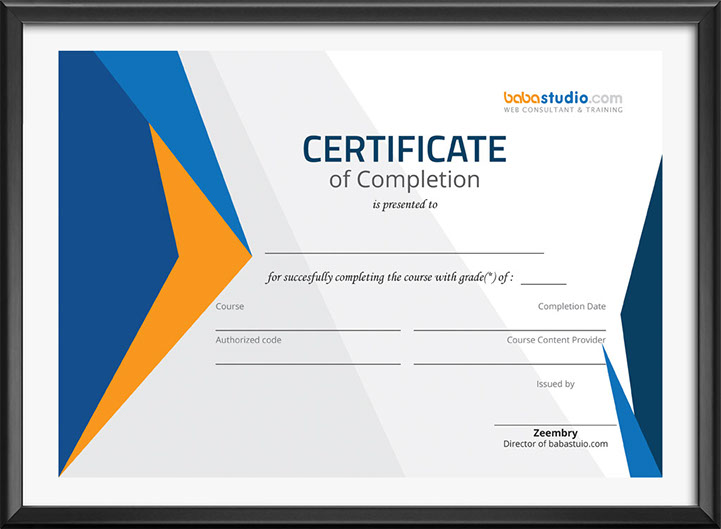 babastudio.com
WEB CONSULTANT & TRAINING
CERTIFICATE
of Completion
is presented to
for succesfully completing the course with grade(*) of :
Course
Completion Date
Authorized code
Course Content Provider
Issued by
Zeembry
Director of babastuio.com